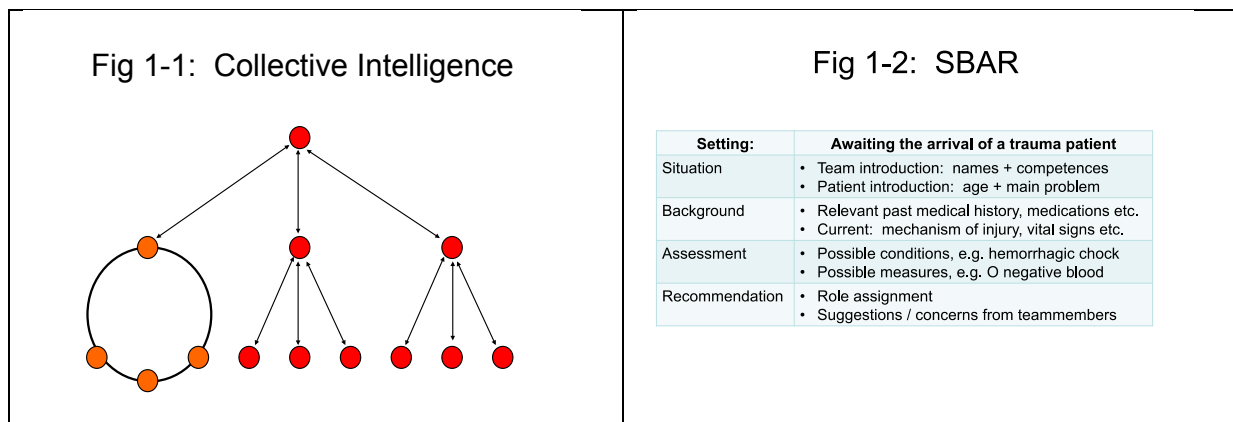 Fig 1-1: Collective Intelligence
Fig 1-2: SBAR
Setting: Awaiting the arrival of a trauma patient
Situation • Team introduction: names + competences
• Patient introduction: age + main problem
Background • Relevant past medical history, medications etc.
• Current: mechanism of injury, vital signs etc.
Assessment • Possible conditions, e.g. hemorrhagic chock
• Possible measures, e.g. O negative blood
Recommendation • Role assignment
• Suggestions / concerns from teammembers